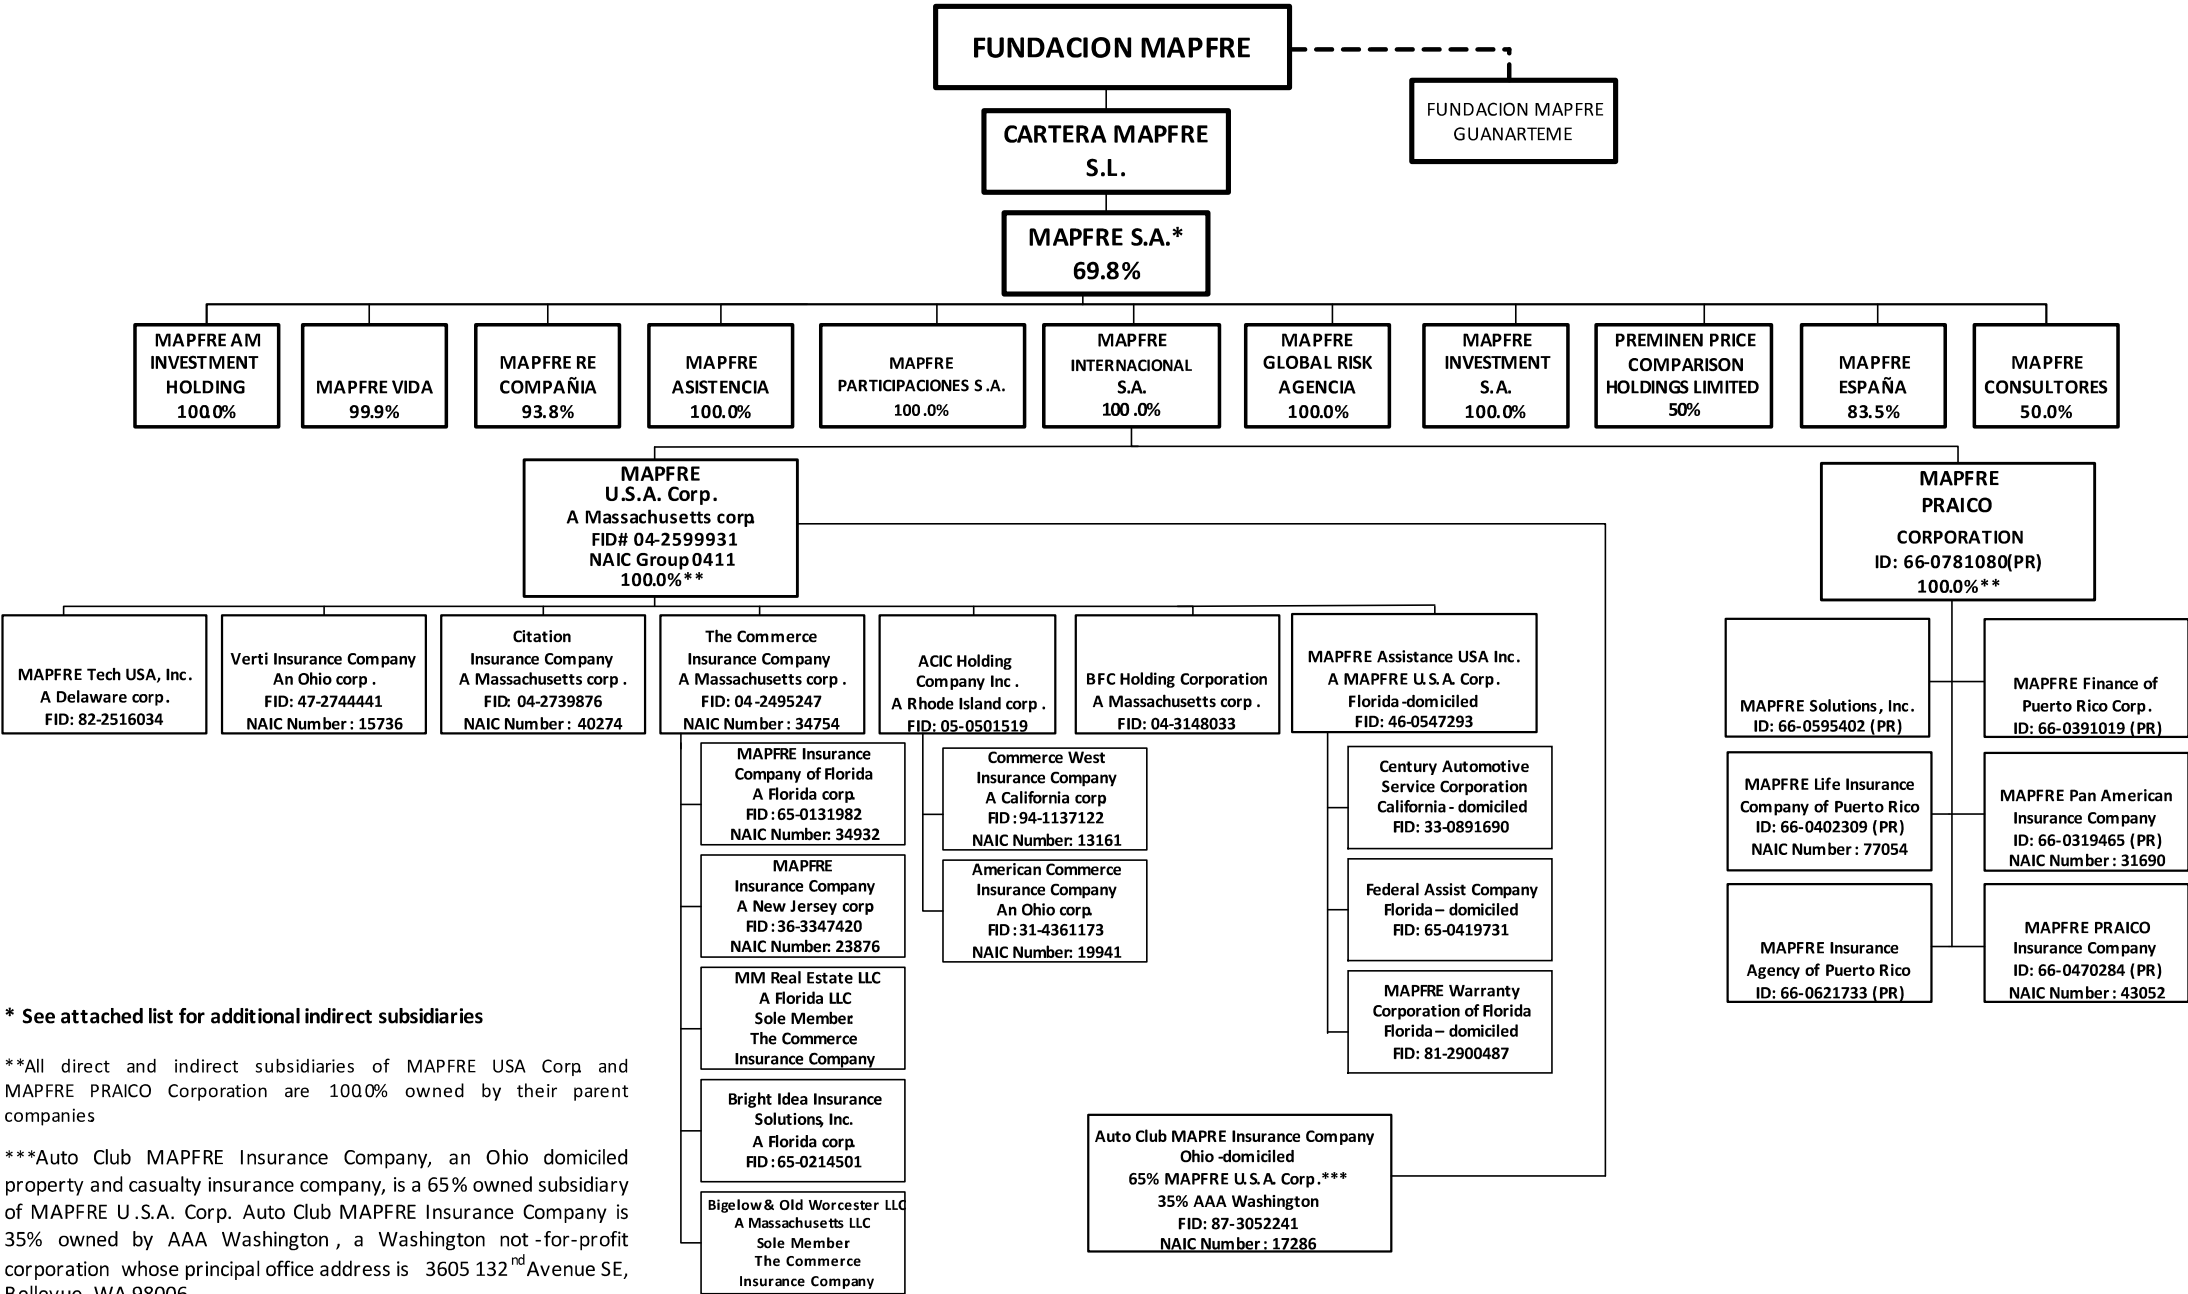 FUNDACION MAPFRE
FUNDACION MAPFRE
GUANARTEME
CARTERA MAPFRE
S.L.
MAPFRE S.A.*
69.8%
MAPFRE AM
INVESTMENT
HOLDING
100.0%
MAPFRE VIDA
99.9%
MAPFRE RE
COMPAÑIA
93.8%
MAPFRE
ASISTENCIA
100.0%
MAPFRE
PARTICIPACIONES S.A.
100.0%
MAPFRE
INTERNACIONAL
S.A.
100.0%
MAPFRE
GLOBAL RISK
AGENCIA
100.0%
MAPFRE
INVESTMENT
S.A.
100.0%
PREMINEN PRICE
COMPARISON
HOLDINGS LIMITED
50%
MAPFRE
ESPAÑA
83.5%
MAPFRE
CONSULTORES
50.0%
MAPFRE
U.S.A. Corp.
A Massachusetts corp.
FID# 04-2599931
NAIC Group 0411
100.0%**
MAPFRE
PRAICO
CORPORATION
ID: 66-0781080(PR)
100.0%**
MAPFRE Tech USA, Inc.
A Delaware corp.
FID: 82-2516034
Verti Insurance Company
An Ohio corp.
FID: 47-2744441
NAIC Number: 15736
Citation
Insurance Company
A Massachusetts corp.
FID: 04-2739876
NAIC Number: 40274
The Commerce
Insurance Company
A Massachusetts corp.
FID: 04-2495247
NAIC Number: 34754
ACIC Holding
Company Inc.
A Rhode Island corp.
FID: 05-0501519
BFC Holding Corporation
A Massachusetts corp.
FID: 04-3148033
MAPFRE Assistance USA Inc.
A MAPFRE U.S.A. Corp.
Florida-domiciled
FID: 46-0547293
MAPFRE Insurance
Company of Florida
A Florida corp.
FID: 65-0131982
NAIC Number: 34932
MAPFRE
Insurance Company
A New Jersey corp
FID: 36-3347420
NAIC Number: 23876
MM Real Estate LLC
A Florida LLC
Sole Member:
The Commerce
Insurance Company
Bright Idea Insurance
Solutions, Inc.
A Florida corp.
FID: 65-0214501
Bigelow & Old Worcester LLC
A Massachusetts LLC
Sole Member
The Commerce
Insurance Company
Commerce West
Insurance Company
A California corp
FID: 94-1137122
NAIC Number: 13161
American Commerce
Insurance Company
An Ohio corp.
FID: 31-4361173
NAIC Number: 19941
Century Automotive
Service Corporation
California - domiciled
FID: 33-0891690
Federal Assist Company
Florida – domiciled
FID: 65-0419731
MAPFRE Warranty
Corporation of Florida
Florida – domiciled
FID: 81-2900487
Auto Club MAPRE Insurance Company
Ohio -domiciled
65% MAPFRE U.S.A. Corp.***
35% AAA Washington
FID: 87-3052241
NAIC Number: 17286
MAPFRE Solutions, Inc.
ID: 66-0595402 (PR)
MAPFRE Finance of
Puerto Rico Corp.
ID: 66-0391019 (PR)
MAPFRE Life Insurance
Company of Puerto Rico
ID: 66-0402309 (PR)
NAIC Number: 77054
MAPFRE Pan American
Insurance Company
ID: 66-0319465 (PR)
NAIC Number: 31690
MAPFRE Insurance
Agency of Puerto Rico
ID: 66-0621733 (PR)
MAPFRE PRAICO
Insurance Company
ID: 66-0470284 (PR)
NAIC Number: 43052
* See attached list for additional indirect subsidiaries
**All direct and indirect subsidiaries of MAPFRE USA Corp. and
MAPFRE PRAICO Corporation are 100.0% owned by their parent
companies.
***Auto Club MAPFRE Insurance Company, an Ohio domiciled
property and casualty insurance company, is a 65% owned subsidiary
of MAPFRE U.S.A. Corp. Auto Club MAPFRE Insurance Company is
35% owned by AAA Washington, a Washington not-for-profit
corporation whose principal office address is 3605 132nd Avenue SE,
Bellevue, WA 98006